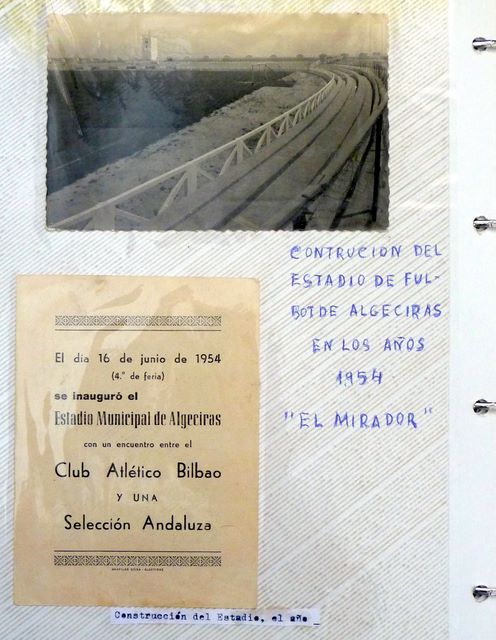 CONTRUCION DEL
ESTADIO DE FUL-
BOT DE ALGECIRAS
EN LOS AÑOS
1954
"EL MIRADOR"
El día 16 de junio de 1954
(4.º de feria)
se inauguró el
Estadio Municipal de Algeciras
con un encuentro entre el
Club Atlético Bilbao
Y UNA
Selección Andaluza
Construcción del Estadio, el año _